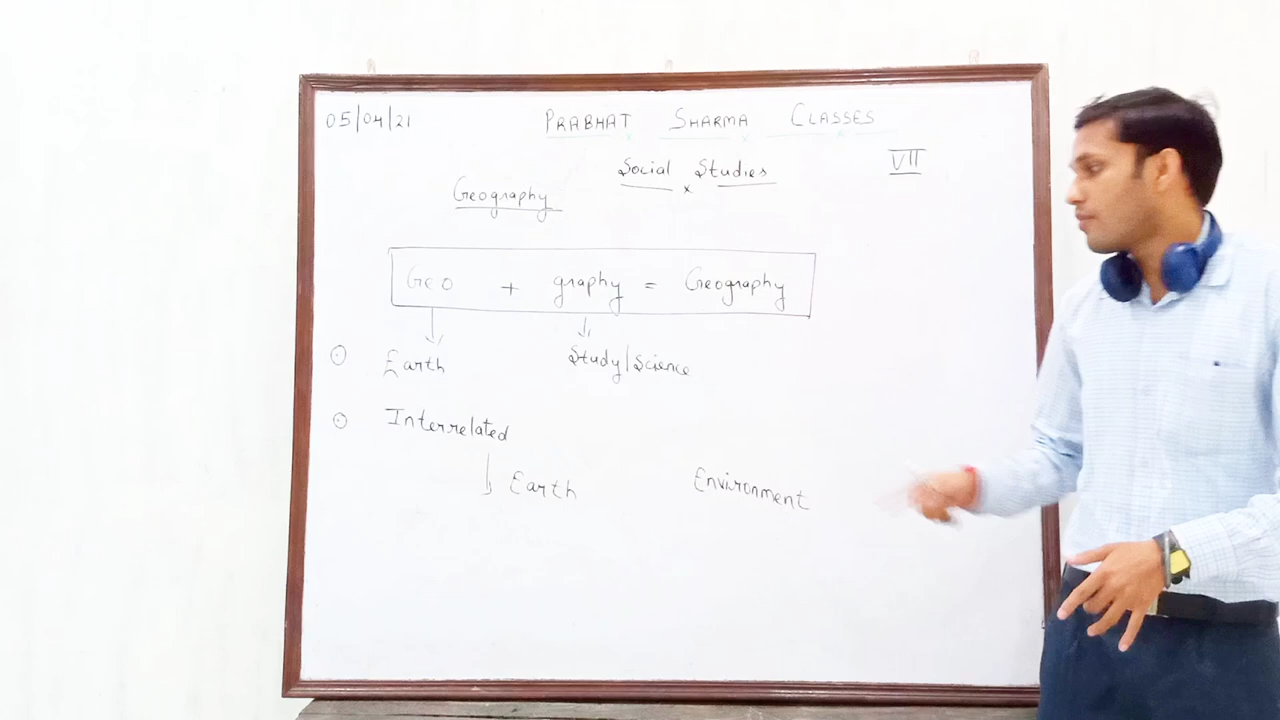 05/04/21 PRABHAT SHARMA CLASSES
Social Studies VII
Geography
Geo + graphy = Geography
Earth Study/Science
Interrelated
Earth Environment